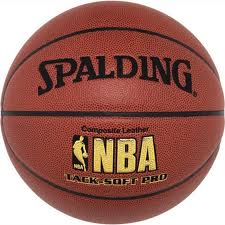 SPALDING
Composite Leather
NBA
TACK-SOFT PRO